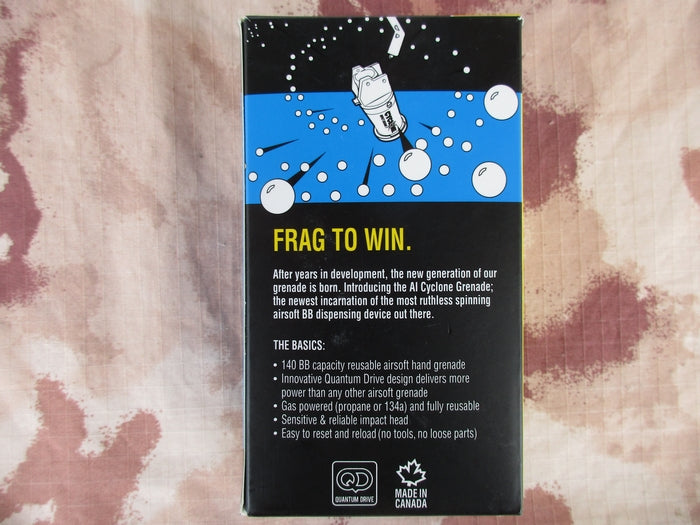 FRAG TO WIN.
After years in development, the new generation of our
grenade is born. Introducing the AI Cyclone Grenade;
the newest incarnation of the most ruthless spinning
airsoft BB dispensing device out there.
THE BASICS:
• 140 BB capacity reusable airsoft hand grenade
• Innovative Quantum Drive design delivers more
power than any other airsoft grenade
• Gas powered (propane or 134a) and fully reusable
• Sensitive & reliable impact head
• Easy to reset and reload (no tools, no loose parts)
QD
QUANTUM DRIVE
MADE IN
CANADA